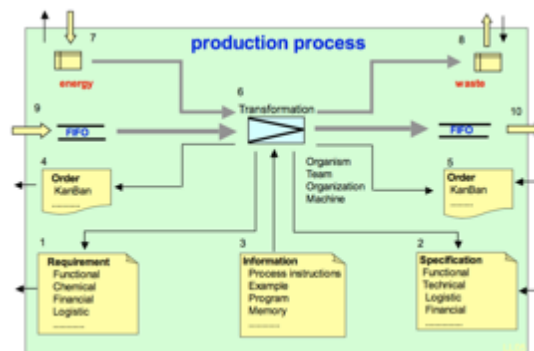 production process
7
8
energy
waste
6
Transformation
9
10
FIFO
FIFO
Organism
Team
Organization
Machine
4
Order
KanBan
5
Order
KanBan
1
Requirement
Functional
Chemical
Financial
Logistic
3
Information
Process instructions
Example
Program
Memory
2
Specification
Functional
Technical
Logistic
Financial